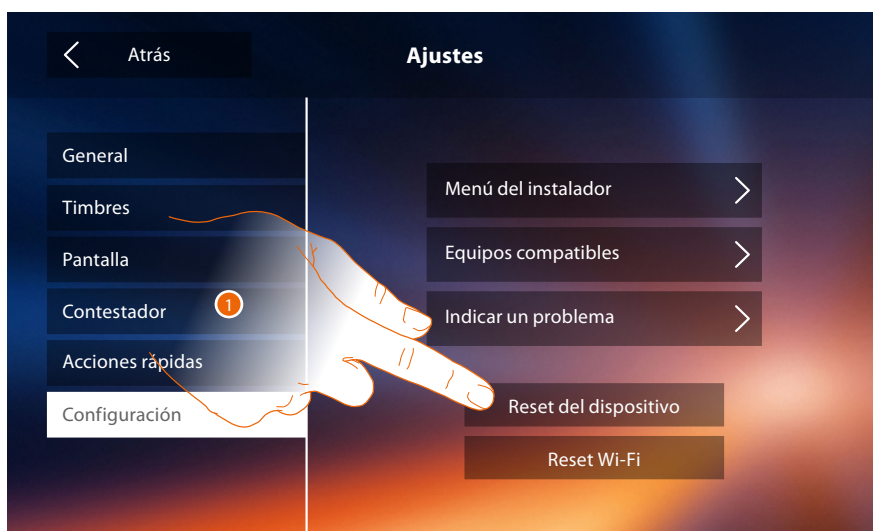 Atrás
Ajustes
General
Timbres
Pantalla
Contestador
1
Acciones ràpidas
Configuración
Menú del instalador
Equipos compatibles
Indicar un problema
Reset del dispositivo
Reset Wi-Fi